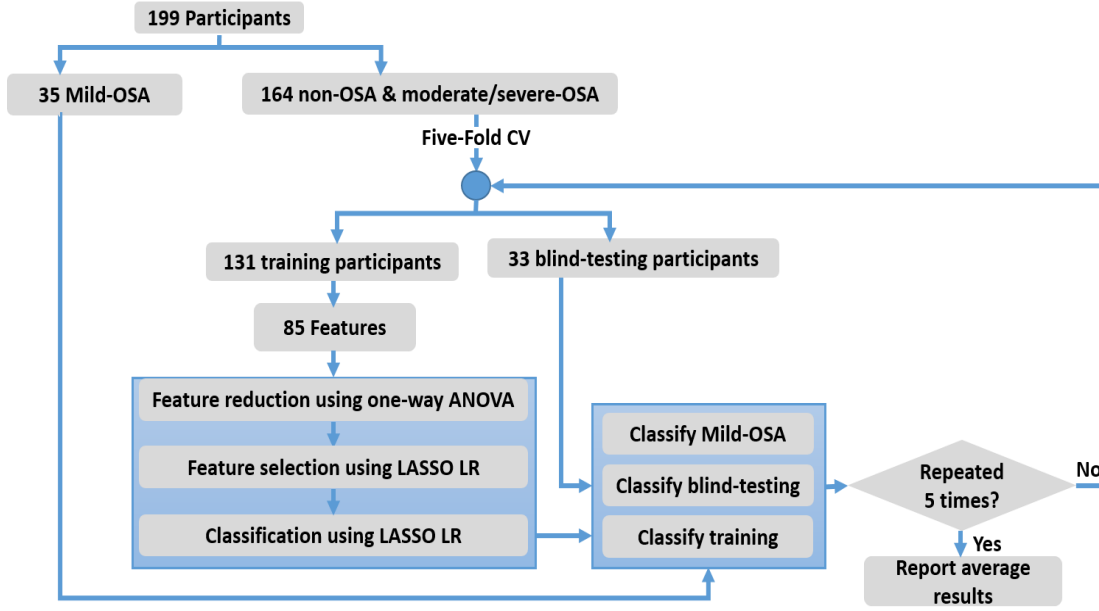 199 Participants
35 Mild-OSA
164 non-OSA & moderate/severe-OSA
Five-Fold CV
131 training participants
33 blind-testing participants
85 Features
Feature reduction using one-way ANOVA
Feature selection using LASSO LR
Classification using LASSO LR
Classify Mild-OSA
Classify blind-testing
Classify training
Repeated
5 times?
No
Yes
Report average
results